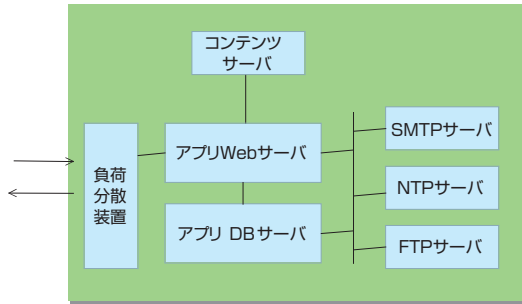 コンテンツ
サーバ
負荷
分散
装置
アプリWebサーバ
アプリ DBサーバ
SMTPサーバ
NTPサーバ
FTPサーバ